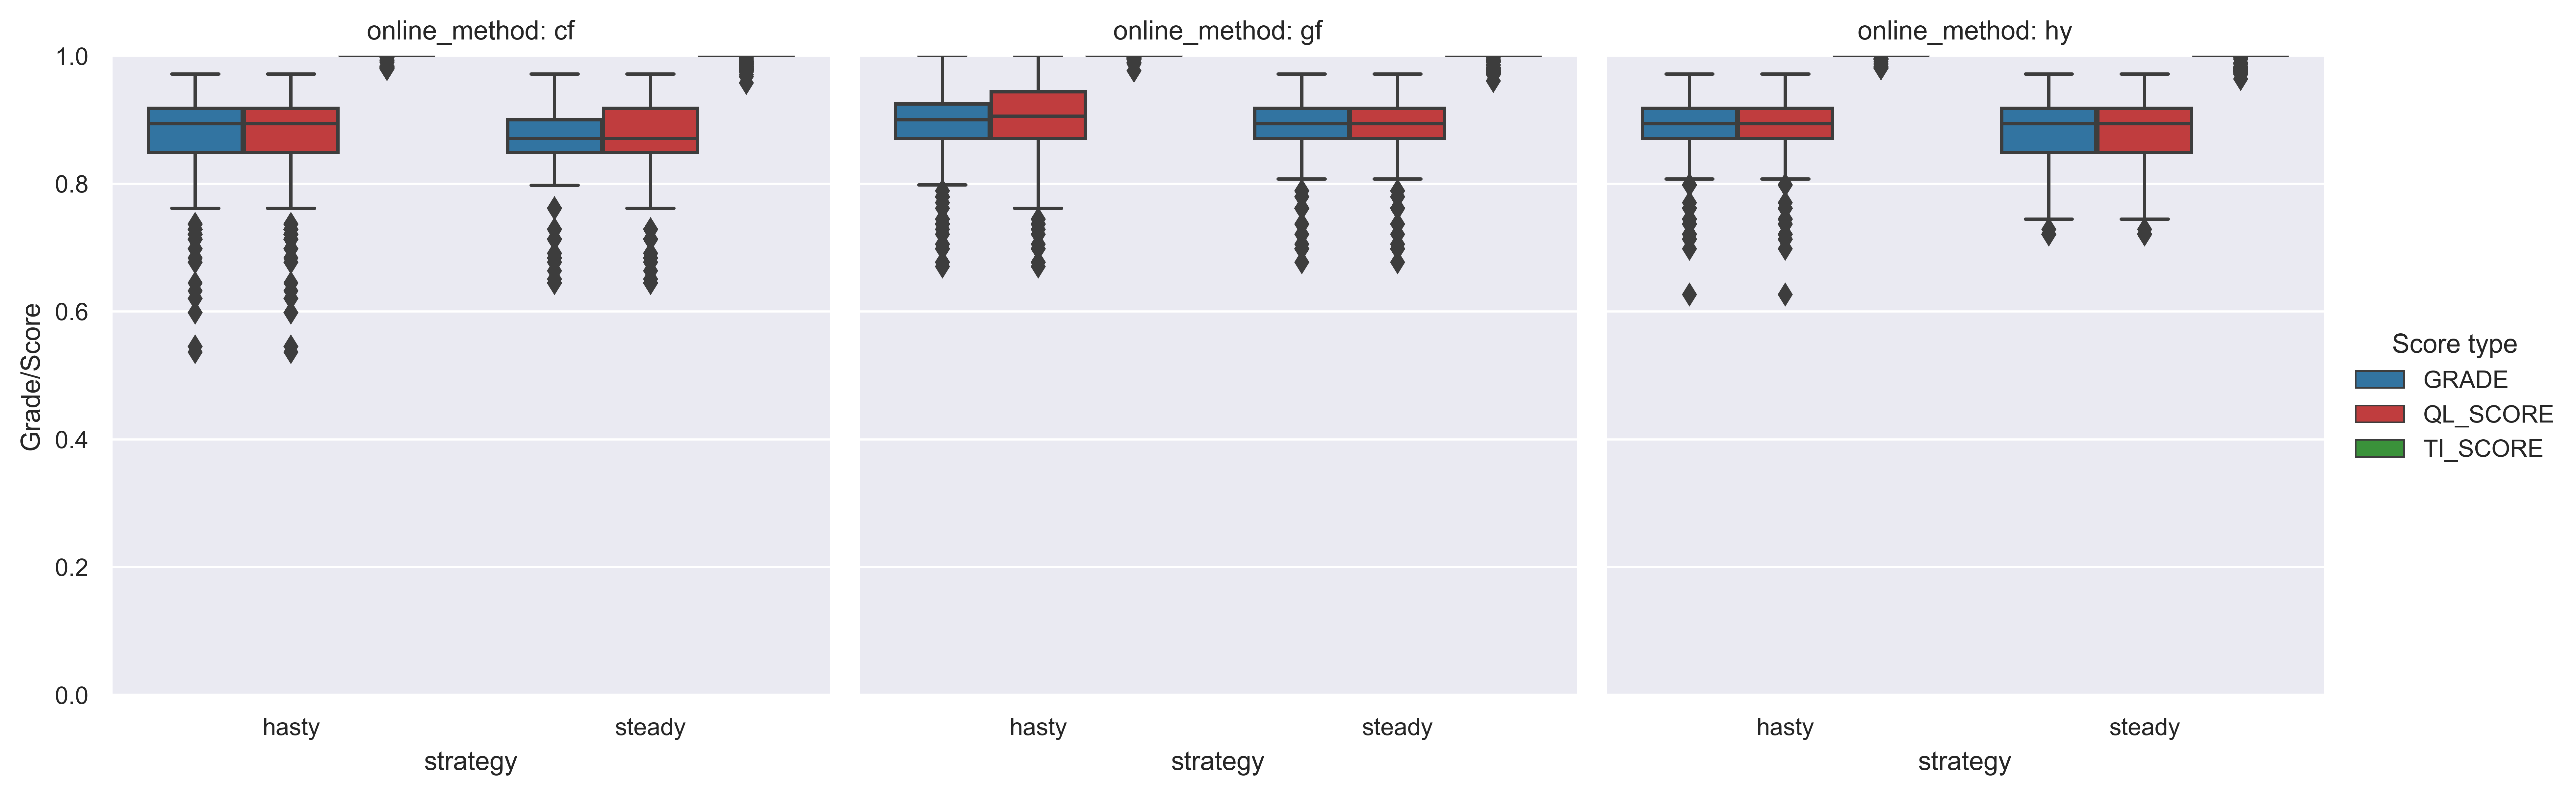 online_method: cf
online_method: gf
online_method: hy
1.0
0.8
0.6
0.4
0.2
0.0
Grade/Score
hasty
steady
hasty
steady
hasty
steady
strategy
strategy
strategy
Score type
GRADE
QL_SCORE
TI_SCORE